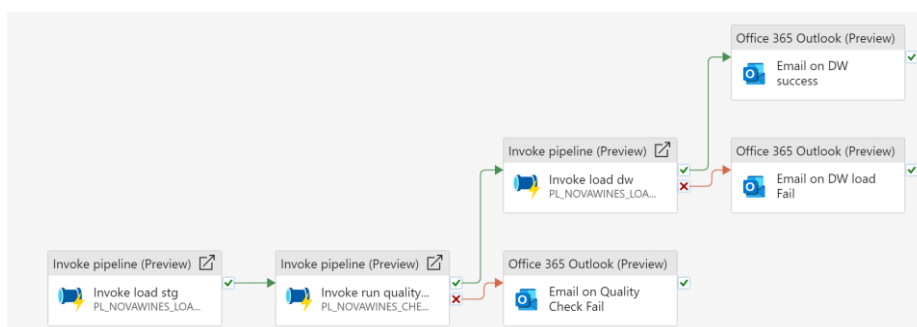 Office 365 Outlook (Preview)
Email on DW
success
Invoke pipeline (Preview)
Invoke load dw
PL_NOVAWINES_LOA...
Office 365 Outlook (Preview)
Email on DW load
Fail
Invoke pipeline (Preview)
Invoke load stg
PL_NOVAWINES_LOA...
Invoke pipeline (Preview)
Invoke run quality...
PL_NOVAWINES_CHE...
Office 365 Outlook (Preview)
Email on Quality
Check Fail